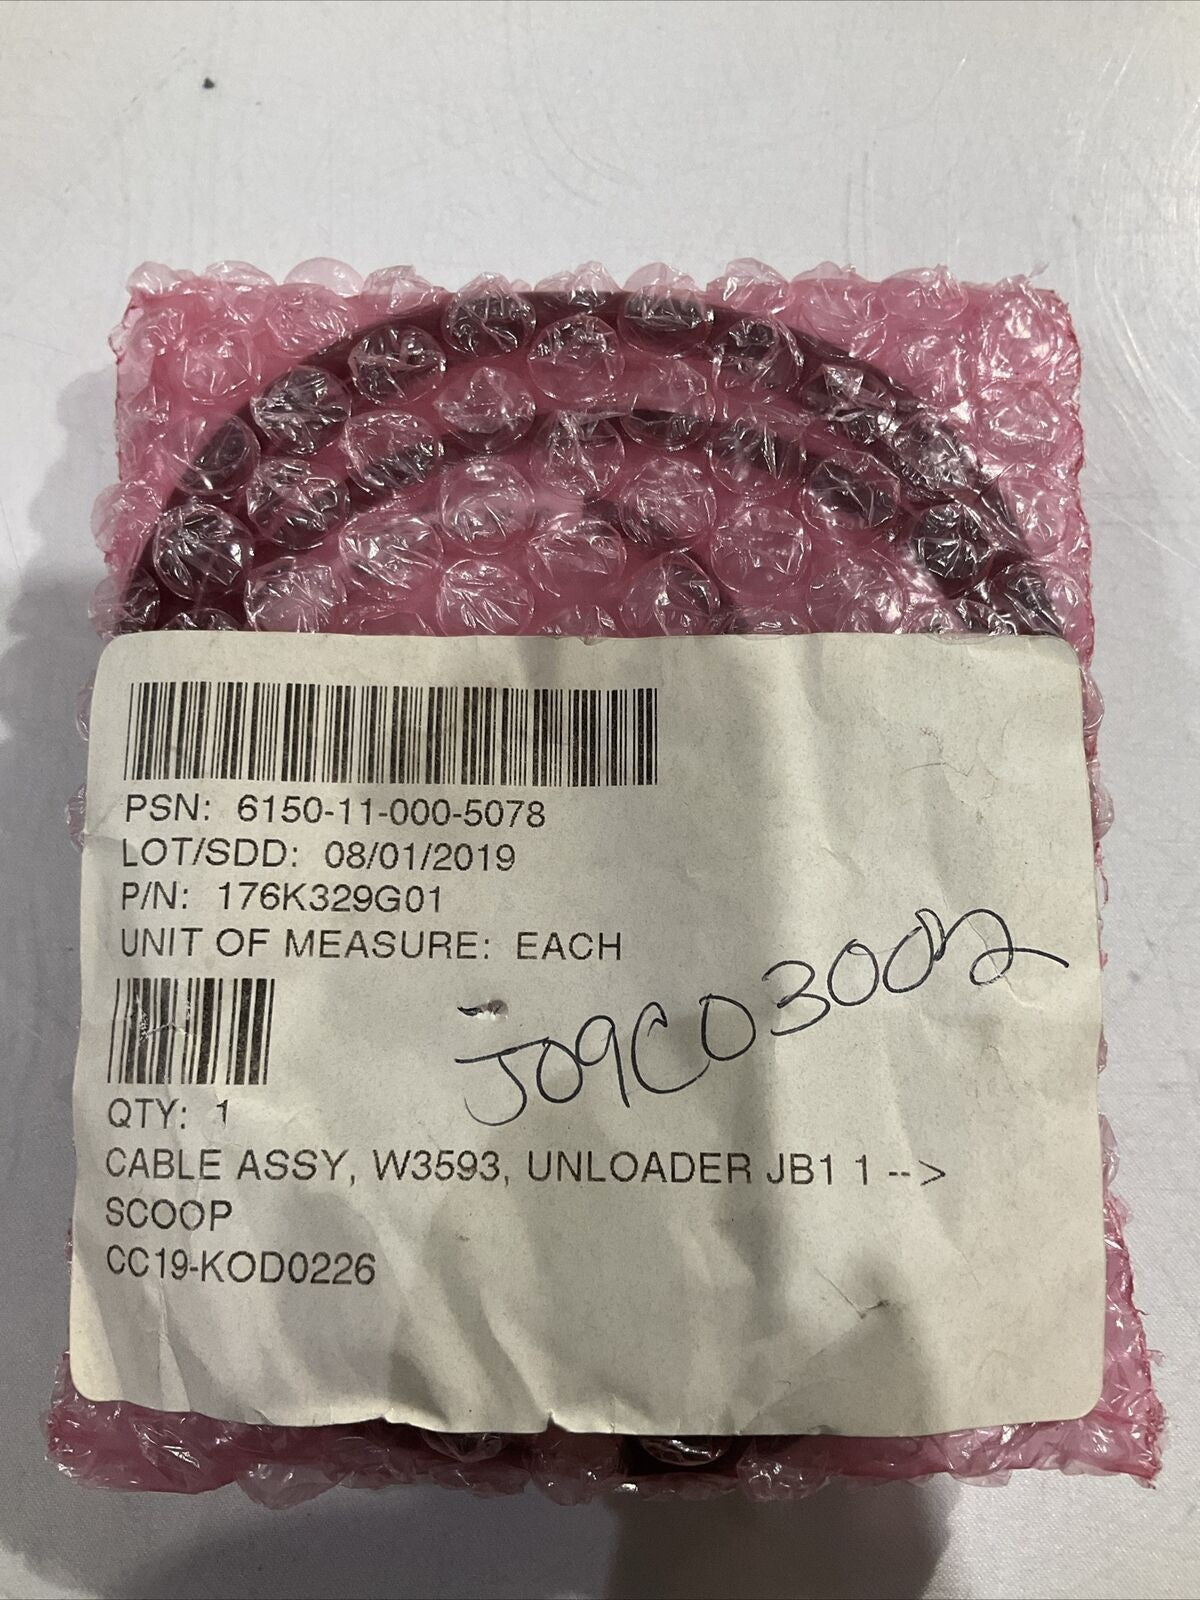 PSN: 6150-11-000-5078
LOT/SDD: 08/01/2019
P/N: 176K329G01
UNIT OF MEASURE: EACH
QTY: 1
CABLE ASSY, W3593, UNLOADER JB1 1 -->
SCOOP
CC19-KOD0226